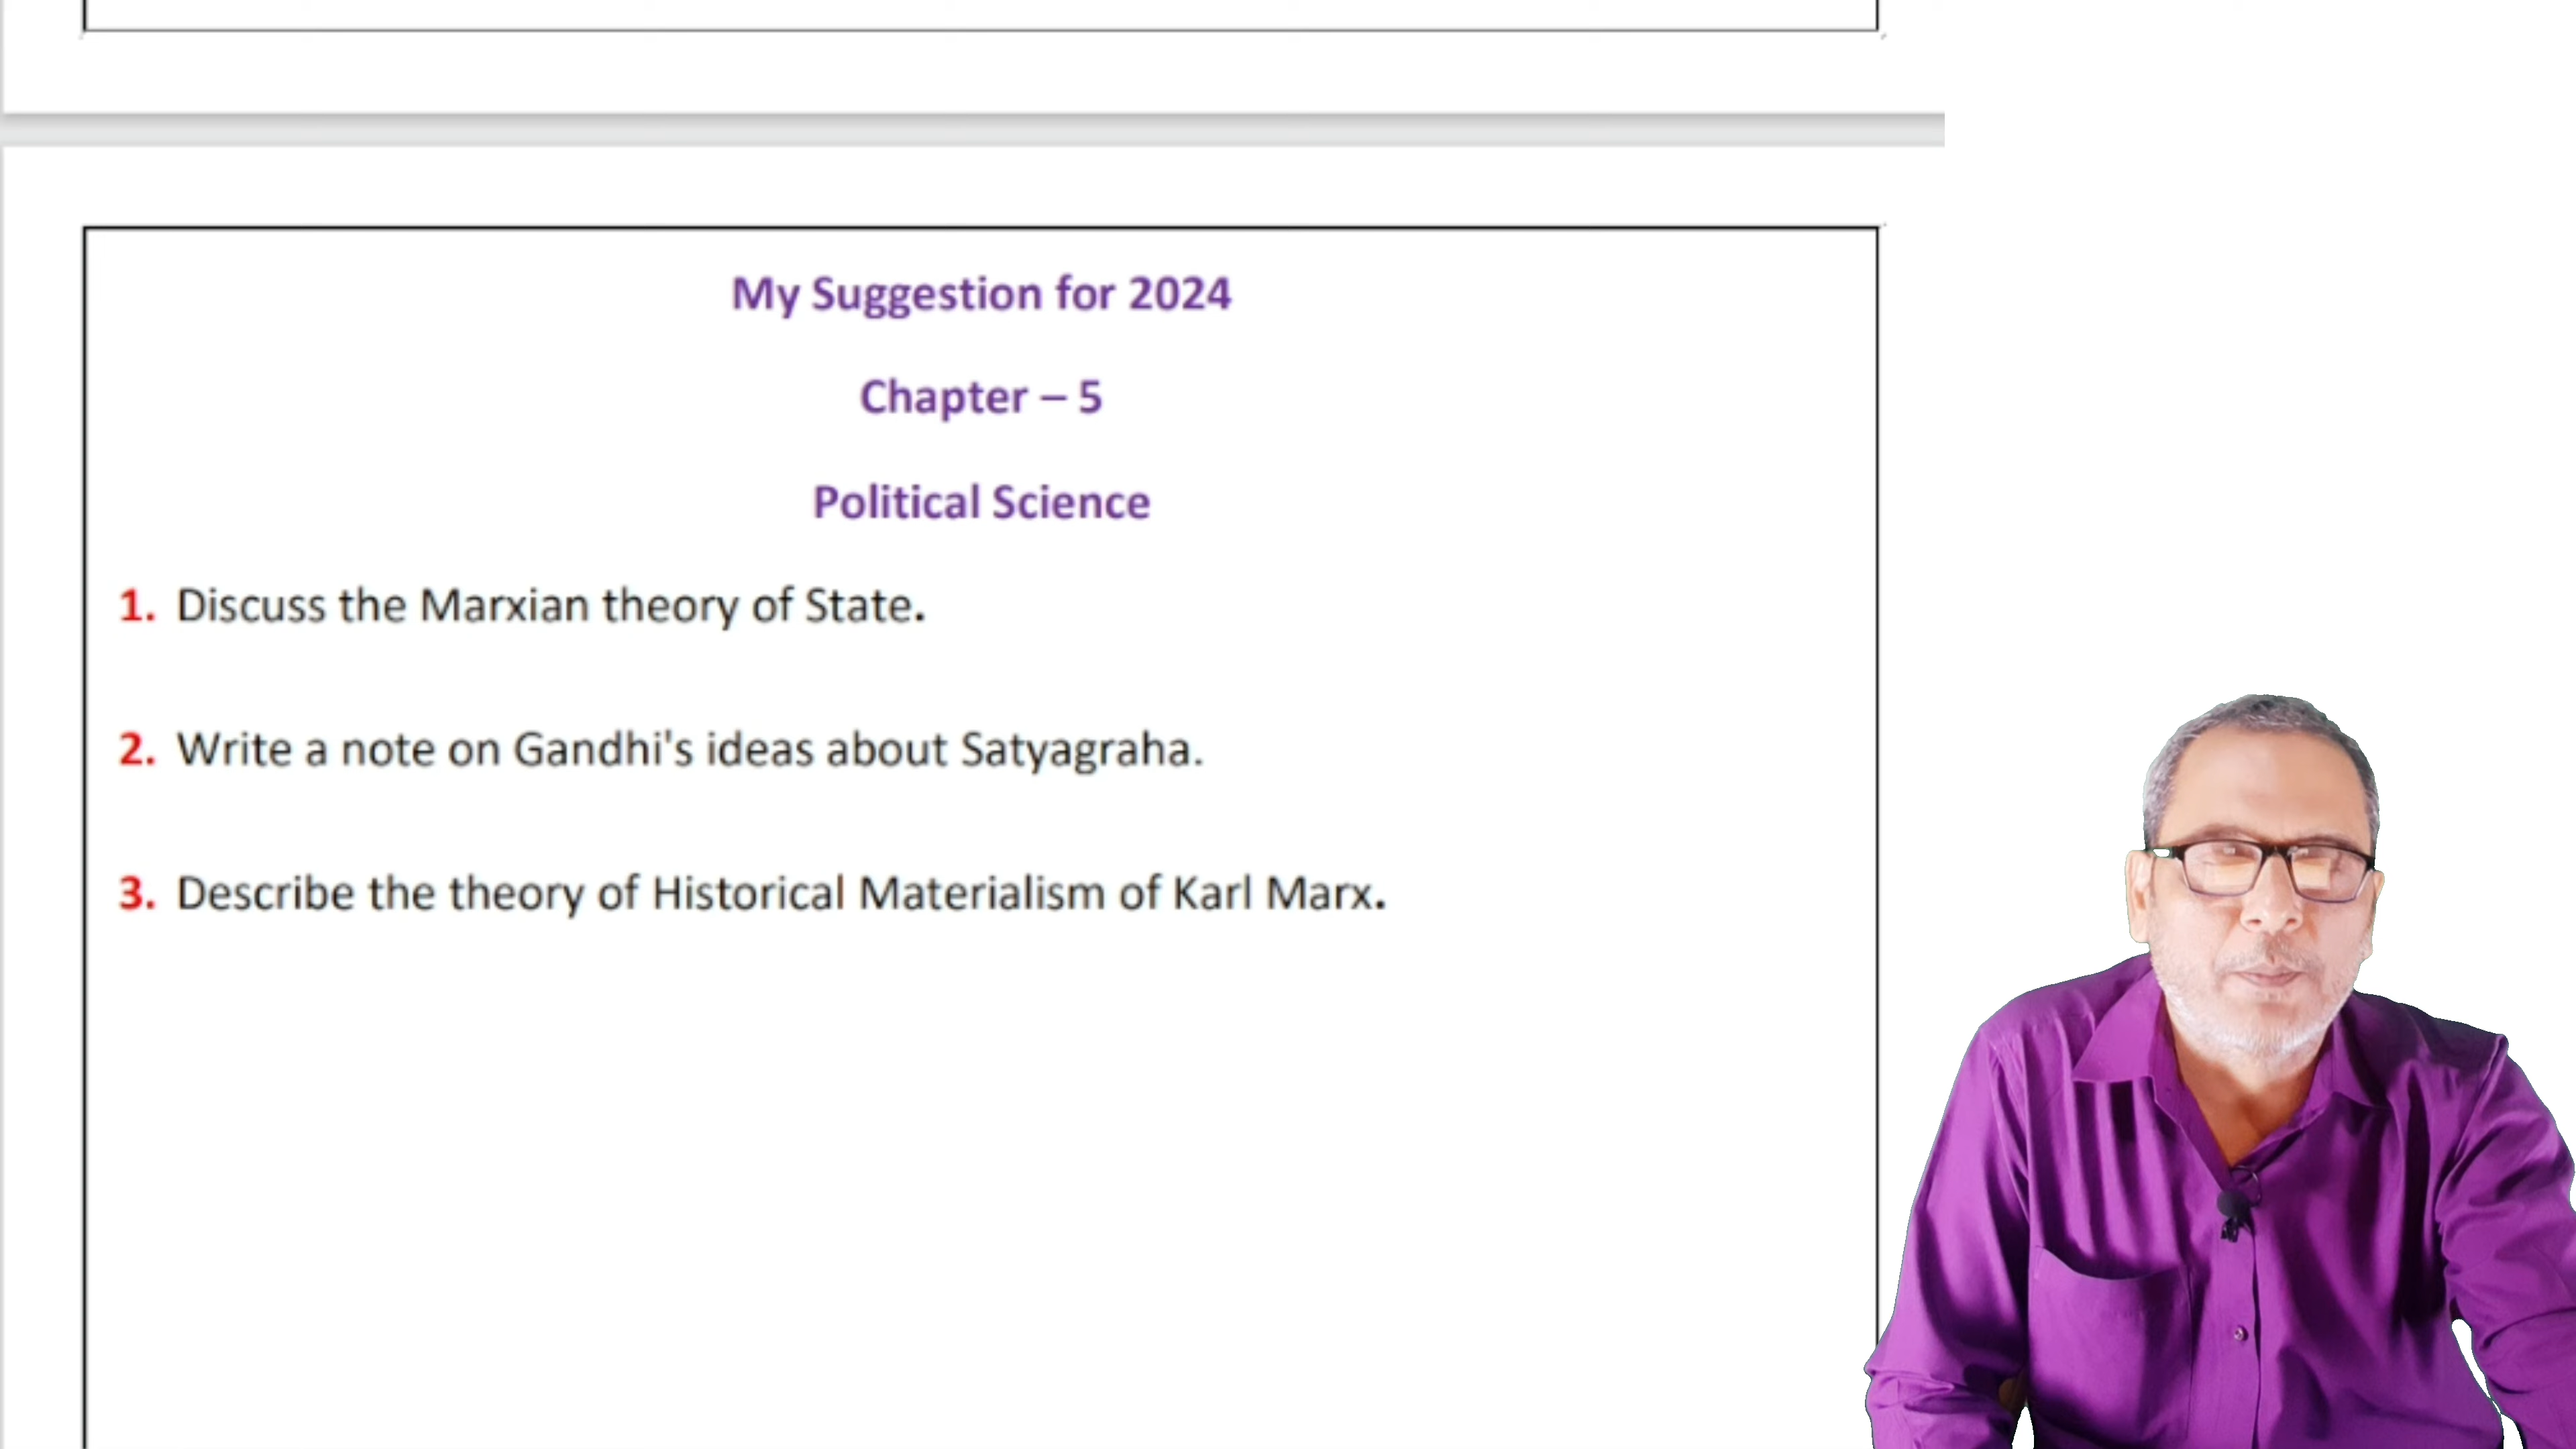 My Suggestion for 2024
Chapter – 5
Political Science
1. Discuss the Marxian theory of State.
2. Write a note on Gandhi's ideas about Satyagraha.
3. Describe the theory of Historical Materialism of Karl Marx.